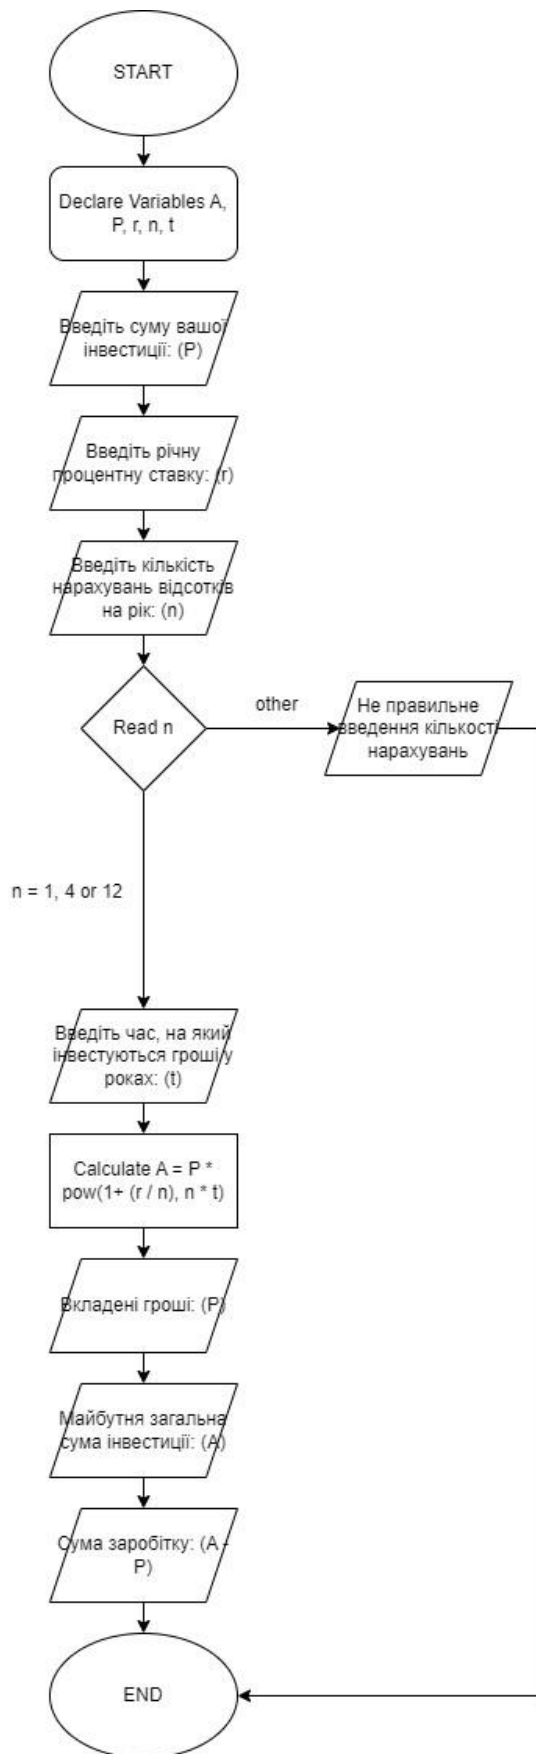 START
Declare Variables A,
P, r, n, t
Введіть суму вашої
інвестиції: (P)
Введіть річну
процентну ставку: (r)
Введіть кількість
нарахувань відсотків
на рік: (n)
Read n
other
Не правильне
введення кількості
нарахувань
n = 1, 4 or 12
Введіть час, на який
інвестуються гроші у
роках: (t)
Calculate A = P *
pow(1+ (r / n), n * t)
Вкладені гроші: (P)
Майбутня загальна
сума інвестиції: (A)
Сума заробітку: (A -
P)
END